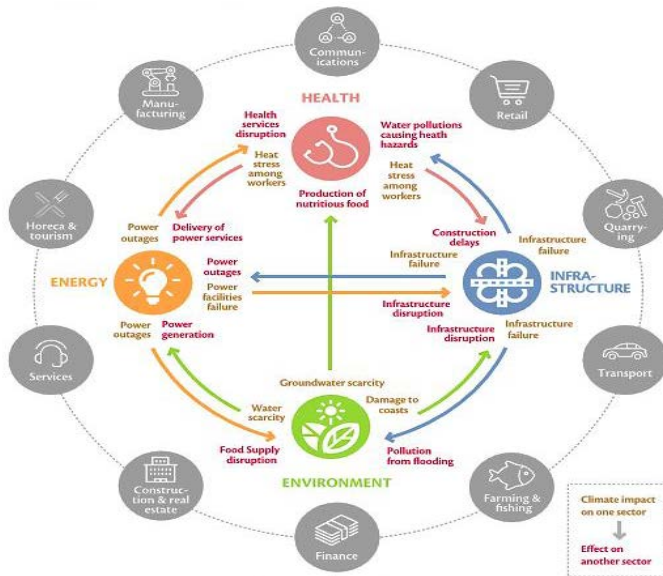 Communi-
cations
Manu-
facturing
Retail
HEALTH
Health
services
disruption
Water pollutions
causing heath
hazards
Heat
stress
among
workers
Heat
stress
among
workers
Production of
nutritious food
Horeca &
tourism
Quarry-
ing
Power
outages
Delivery of
power services
Construction
delays
Infrastructure
failure
Infrastructure
failure
ENERGY
Power
outages
Power
facilities
failure
Infrastructure
disruption
INFRA-
STRUCTURE
Power
outages
Power
generation
Infrastructure
disruption
Infrastructure
failure
Services
Transport
Groundwater scarcity
Water
scarcity
Damage to
coasts
Food Supply
disruption
Pollution
from flooding
ENVIRONMENT
Construc-
tion & real
estate
Farming &
fishing
Finance
Climate impact
on one sector
Effect on
another sector